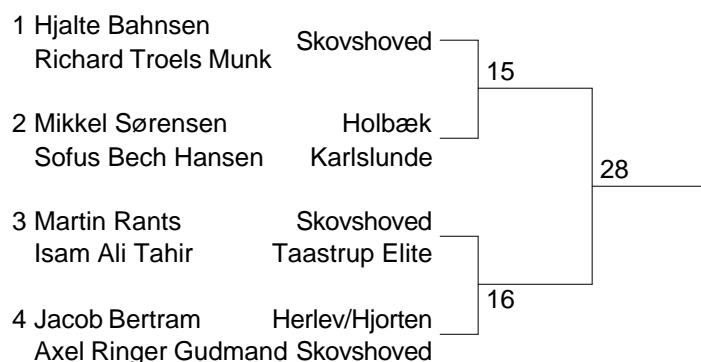 1 Hjalte Bahnsen Skovshoved
Richard Troels Munk
15
2 Mikkel Sørensen Holbæk
Sofus Bech Hansen Karlslunde
28
3 Martin Rants Skovshoved
Isam Ali Tahir Taastrup Elite
16
4 Jacob Bertram Herlev/Hjorten
Axel Ringer Gudmand Skovshoved